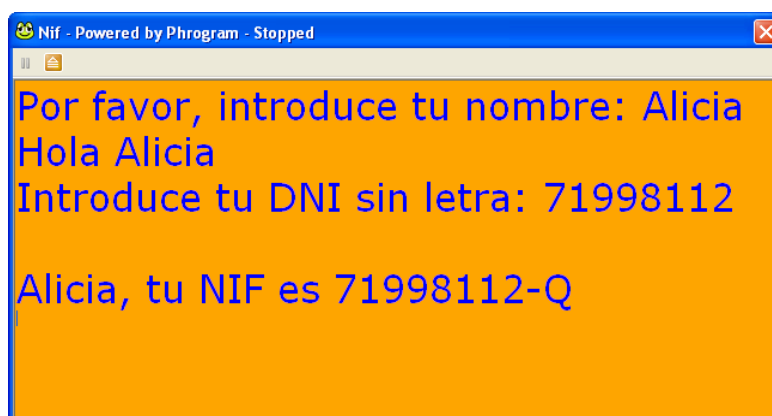 Nif - Powered by Phrogram - Stopped
Por favor, introduce tu nombre: Alicia
Hola Alicia
Introduce tu DNI sin letra: 71998112
Alicia, tu NIF es 71998112-Q